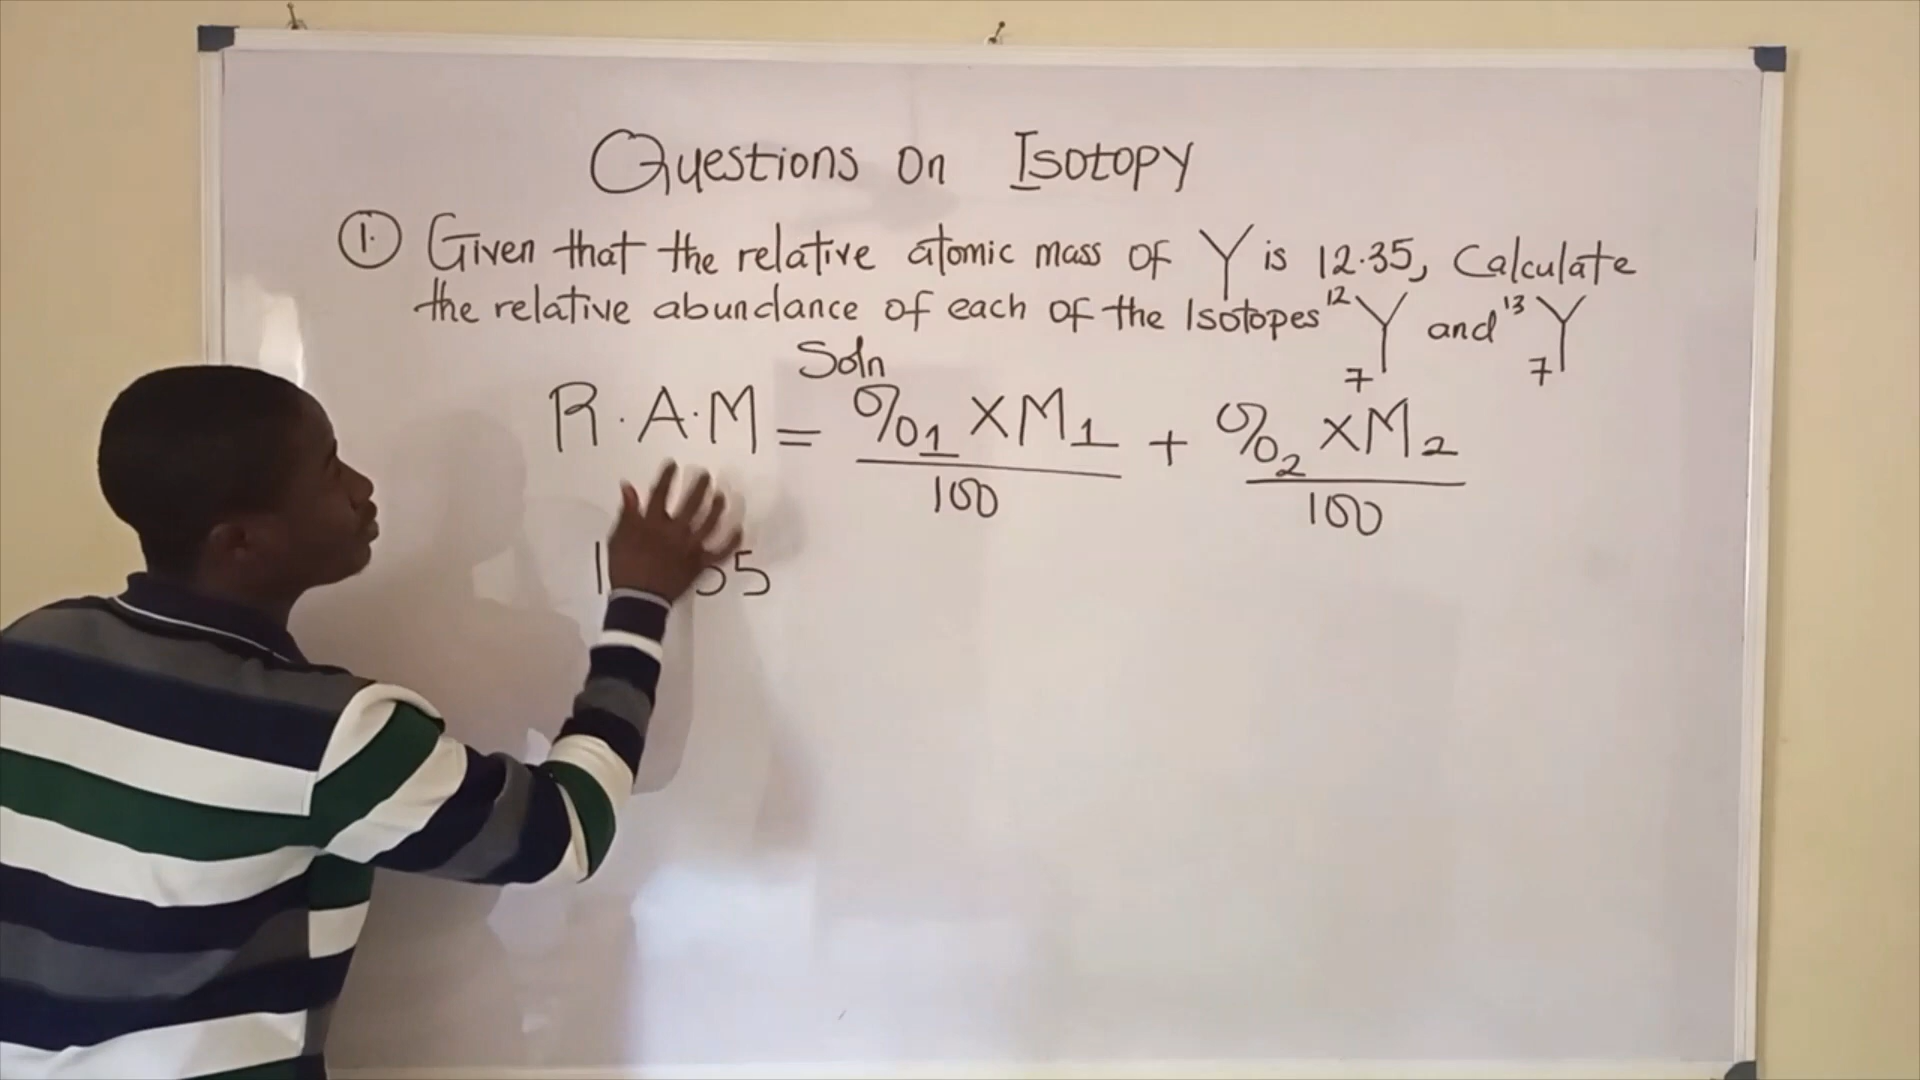 Questions On Isotopy
1. Given that the relative atomic mass of Y is 12.35, Calculate
the relative abundance of each of the Isotopes ¹²₇Y and ¹³₇Y
Soln
R.A.M = %₁ × M₁ / 100 + %₂ × M₂ / 100